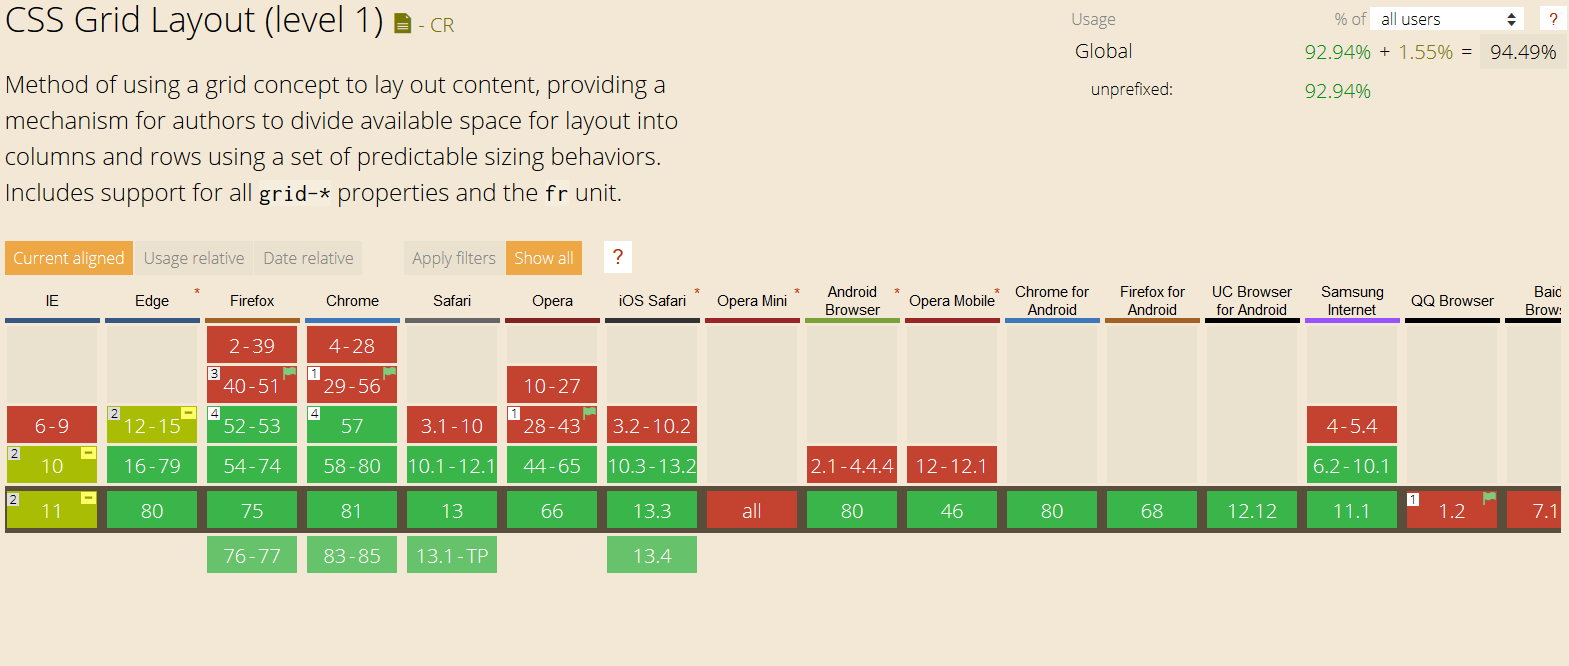 CSS Grid Layout (level 1) - CR
Usage % of all users ?
Global 92.94% + 1.55% = 94.49%
unprefixed: 92.94%
Method of using a grid concept to lay out content, providing a
mechanism for authors to divide available space for layout into
columns and rows using a set of predictable sizing behaviors.
Includes support for all grid-* properties and the fr unit.
Current aligned Usage relative Date relative Apply filters Show all ?
IE Edge * Firefox Chrome Safari Opera iOS Safari * Opera Mini * Android Browser * Opera Mobile * Chrome for Android Firefox for Android UC Browser for Android Samsung Internet QQ Browser Baid Brows
2-39 4-28
3 40-51 1 29-56 10-27
6-9 2 12-15 4 52-53 4 57 3.1-10 1 28-43 3.2-10.2 4-5.4
2 10 16-79 54-74 58-80 10.1-12.1 44-65 10.3-13.2 2.1-4.4.4 12-12.1 6.2-10.1
2 11 80 75 81 13 66 13.3 all 80 46 80 68 12.12 11.1 1 1.2 7.1
76-77 83-85 13.1-TP 13.4